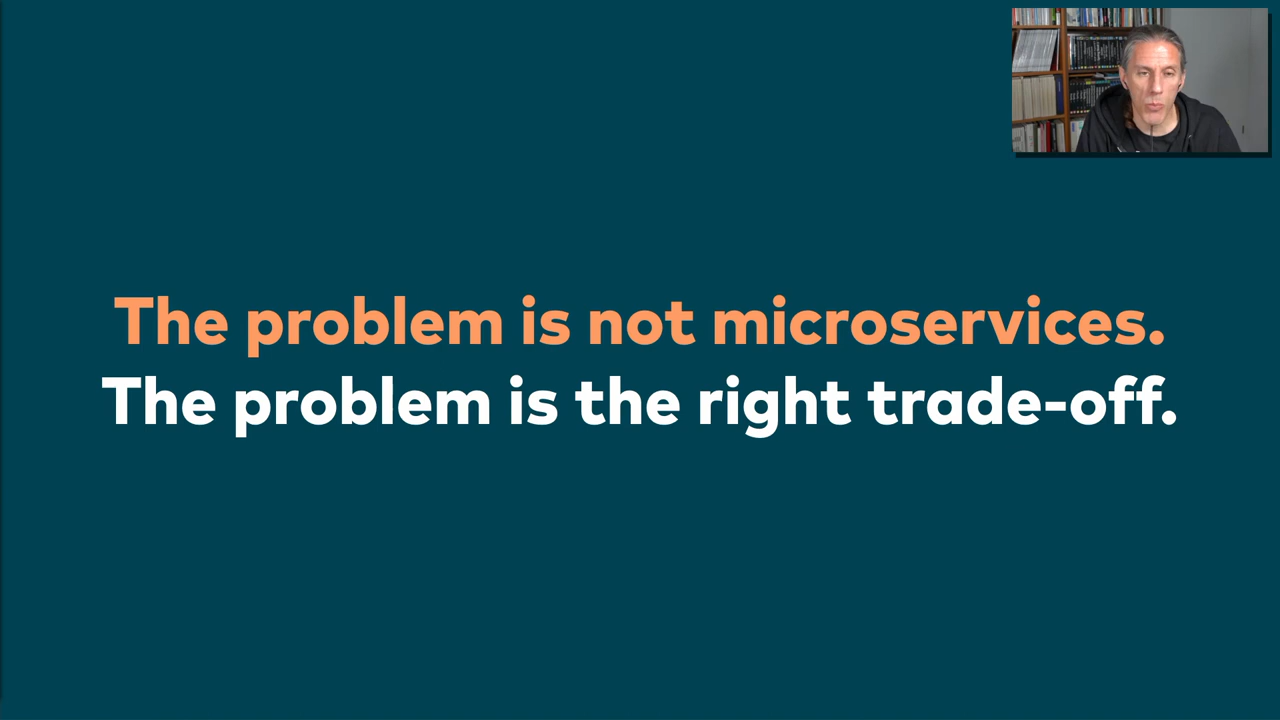 The problem is not microservices.
The problem is the right trade-off.